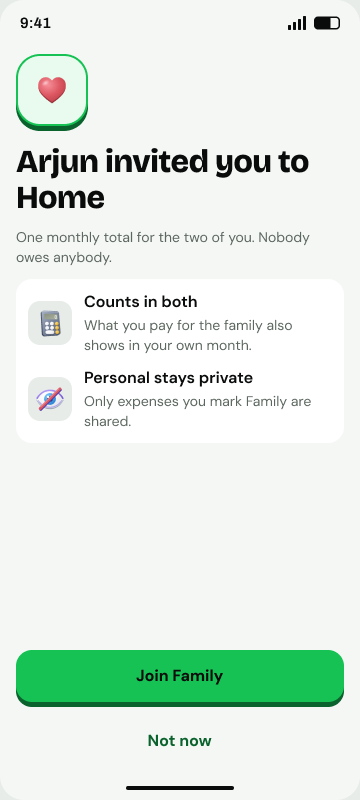 9:41
Arjun invited you to
Home
One monthly total for the two of you. Nobody
owes anybody.
Counts in both
What you pay for the family also
shows in your own month.
Personal stays private
Only expenses you mark Family are
shared.
Join Family
Not now